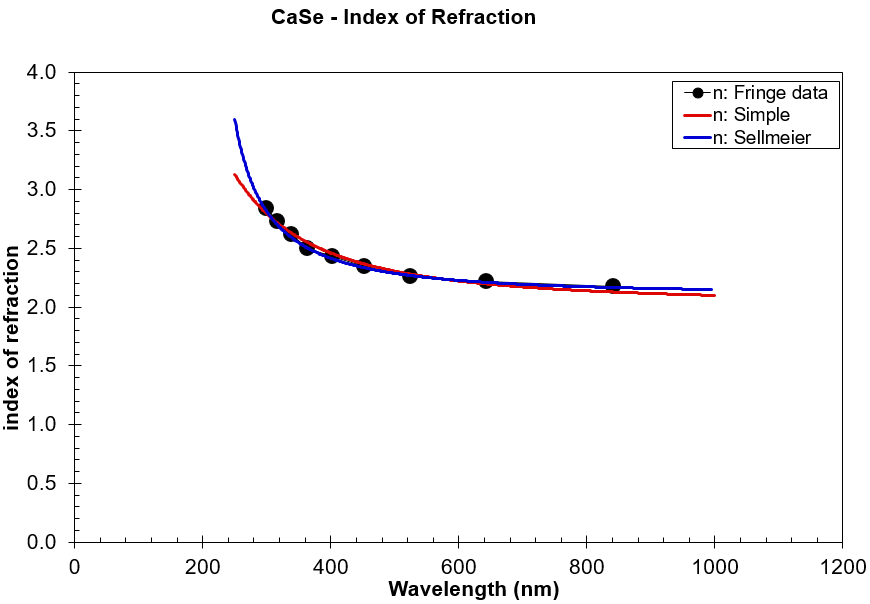 CaSe - Index of Refraction
n: Fringe data
n: Simple
n: Sellmeier
4.0
3.5
3.0
2.5
2.0
1.5
1.0
0.5
0.0
index of refraction
0 200 400 600 800 1000 1200
Wavelength (nm)